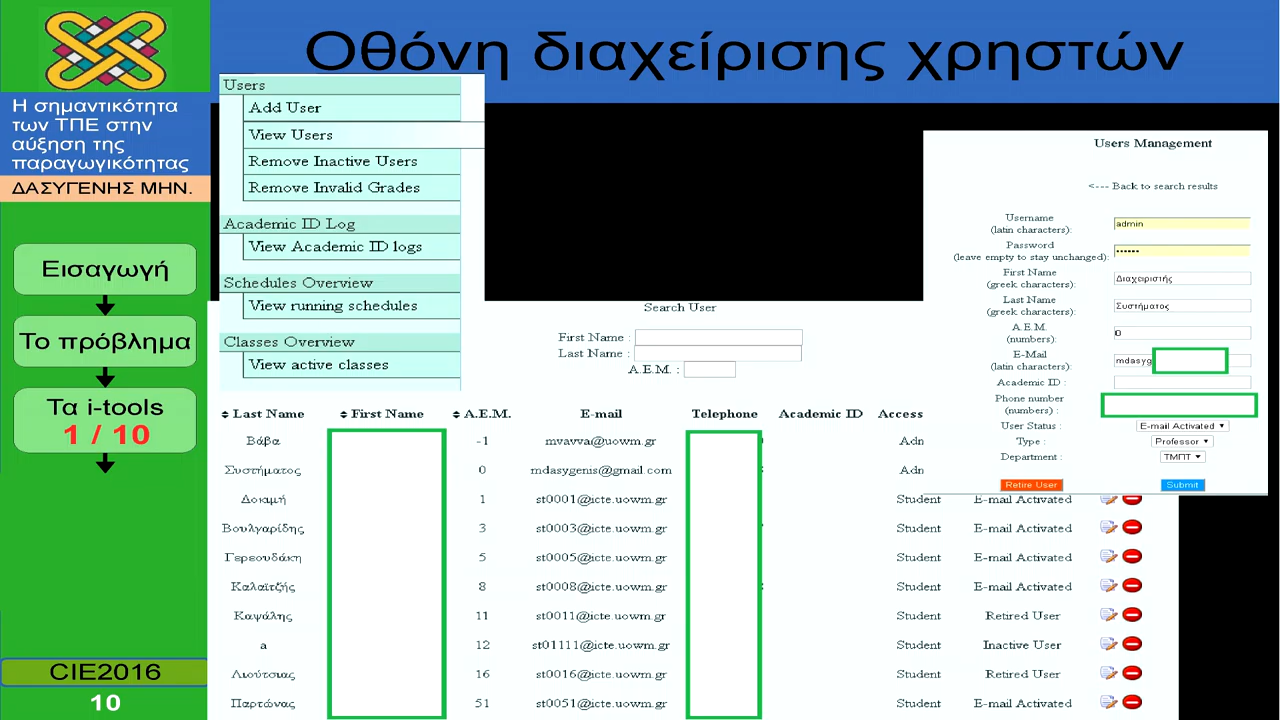 Οθόνη διαχείρισης χρηστών
Η σημαντικότητα
των ΤΠΕ στην
αύξηση της
παραγωγικότητας
ΔΑΣΥΓΕΝΗΣ ΜΗΝ.
Εισαγωγή
Το πρόβλημα
Τα i-tools
1 / 10
CIE2016
10
Users
Add User
View Users
Remove Inactive Users
Remove Invalid Grades
Academic ID Log
View Academic ID logs
Schedules Overview
View running schedules
Classes Overview
View active classes
Users Management
<--- Back to search results
Username
(latin characters):
admin
Password
(leave empty to stay unchanged):
••••••
First Name
(greek characters):
Διαχειριστής
Last Name
(greek characters):
Συστήματος
A.E.M.
(numbers):
0
E-Mail
(latin characters):
mdasyg
Academic ID :
Phone number
(numbers) :
User Status :
E-mail Activated
Type :
Professor
Department :
ΤΜΠΤ
Retire User
Submit
Search User
First Name :
Last Name :
A.E.M. :
Last Name First Name A.E.M. E-mail Telephone Academic ID Access
Βάβα -1 mvavva@uowm.gr Adn
Συστήματος 0 mdasygenis@gmail.com Adn
Δοιαμή 1 st0001@icte.uowm.gr Student E-mail Activated
Βουλγαρίδης 3 st0003@icte.uowm.gr Student E-mail Activated
Γερεουδάκη 5 st0005@icte.uowm.gr Student E-mail Activated
Καλαϊτζής 8 st0008@icte.uowm.gr Student E-mail Activated
Καψάλης 11 st0011@icte.uowm.gr Student Retired User
a 12 st01111@icte.uowm.gr Student Inactive User
Λιούτσιας 16 st0016@icte.uowm.gr Student Retired User
Παρτόνας 51 st0051@icte.uowm.gr Student E-mail Activated